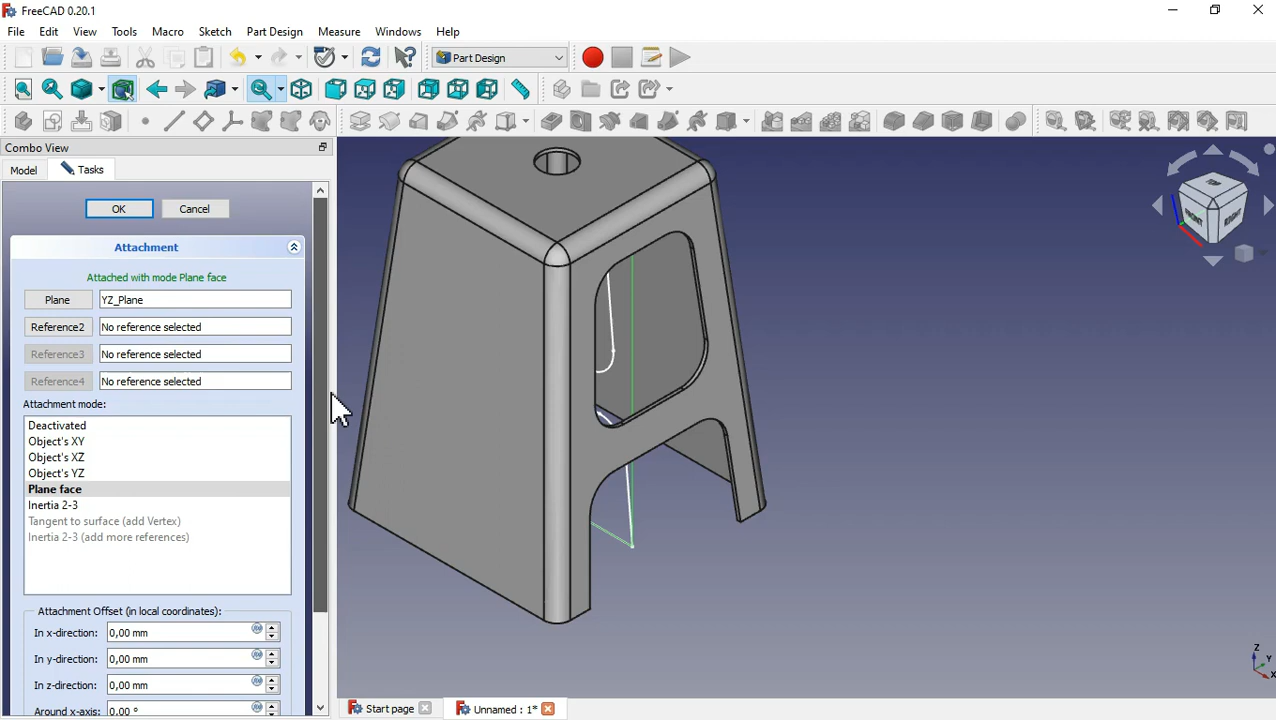 FreeCAD 0.20.1
File Edit View Tools Macro Sketch Part Design Measure Windows Help
Part Design
Combo View
Model Tasks
OK Cancel
Attachment
Attached with mode Plane face
Plane YZ_Plane
Reference2 No reference selected
Reference3 No reference selected
Reference4 No reference selected
Attachment mode:
Deactivated
Object's XY
Object's XZ
Object's YZ
Plane face
Inertia 2-3
Tangent to surface (add Vertex)
Inertia 2-3 (add more references)
Attachment Offset (in local coordinates):
In x-direction: 0,00 mm
In y-direction: 0,00 mm
In z-direction: 0,00 mm
Around x-axis: 0,00 °
FRONT RIGHT
Z
Y
X
Start page Unnamed : 1*